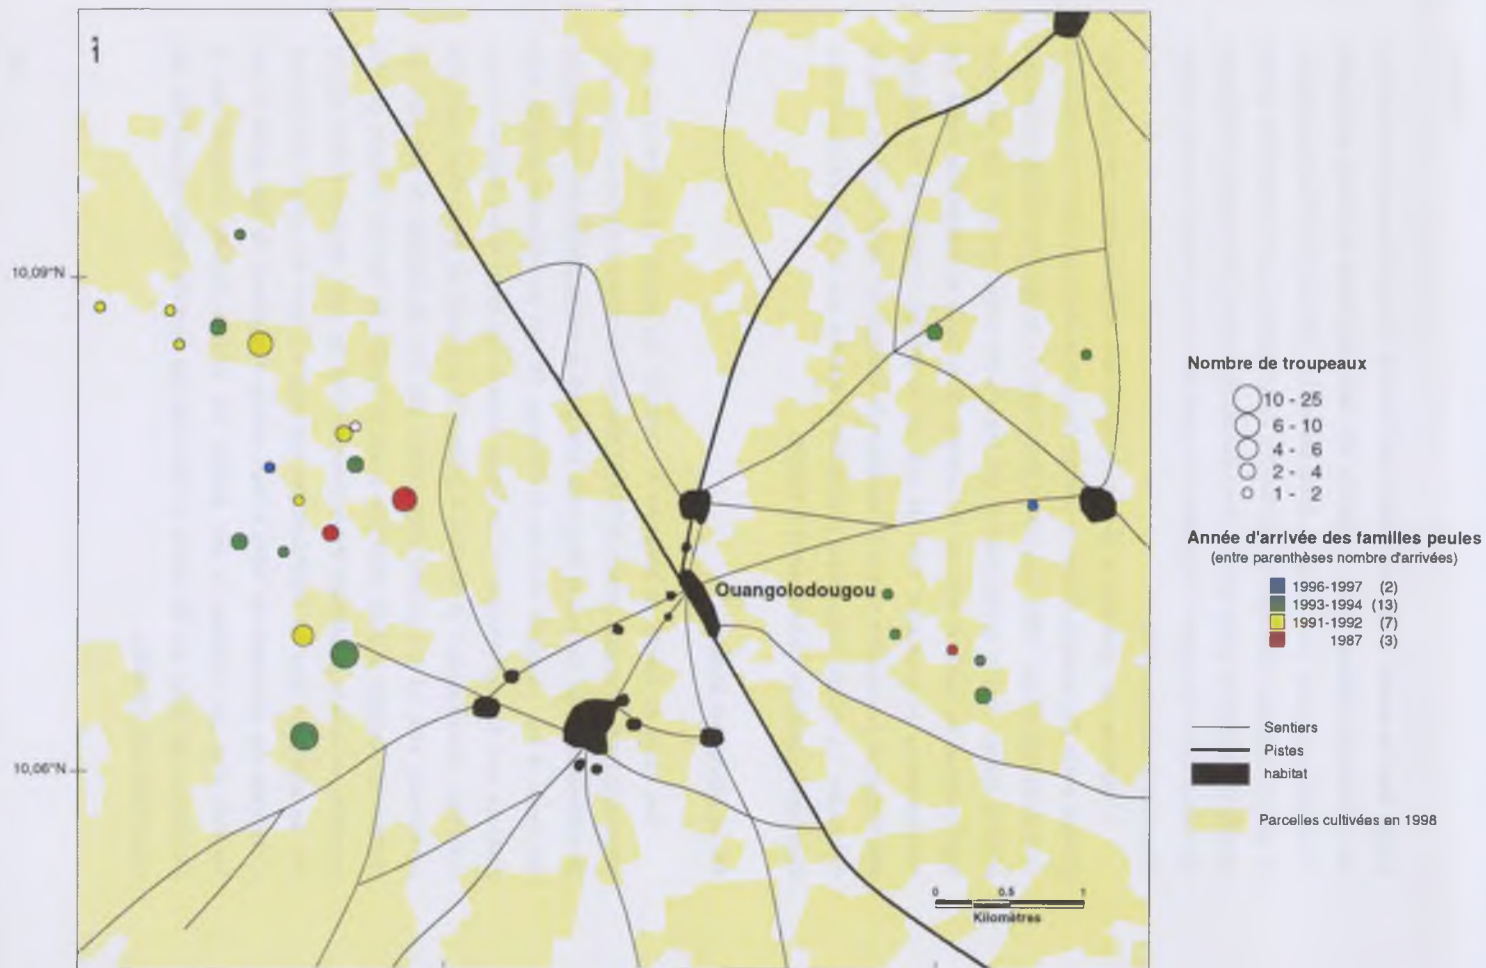 1
10,09°N
10,06°N
Ouangolodougou
0 0.5 1
Kilomètres
Nombre de troupeaux
10 - 25
6 - 10
4 - 6
2 - 4
1 - 2
Année d'arrivée des familles peules
(entre parenthèses nombre d'arrivées)
1996-1997 (2)
1993-1994 (13)
1991-1992 (7)
1987 (3)
Sentiers
Pistes
habitat
Parcelles cultivées en 1998